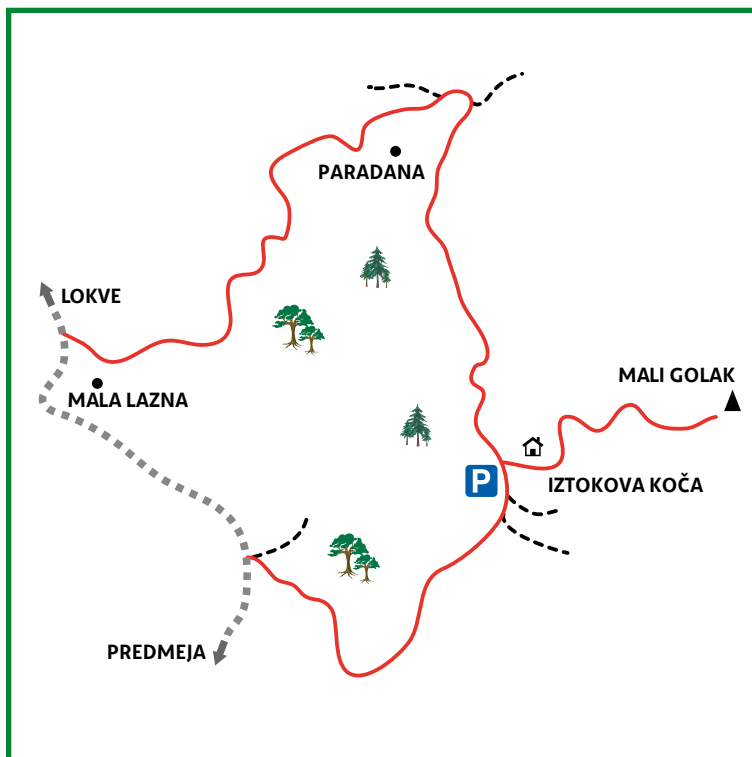 PARADANA
LOKVE
MALI GOLAK
MALA LAZNA
P
IZTOKOVA KOČA
PREDMEJA